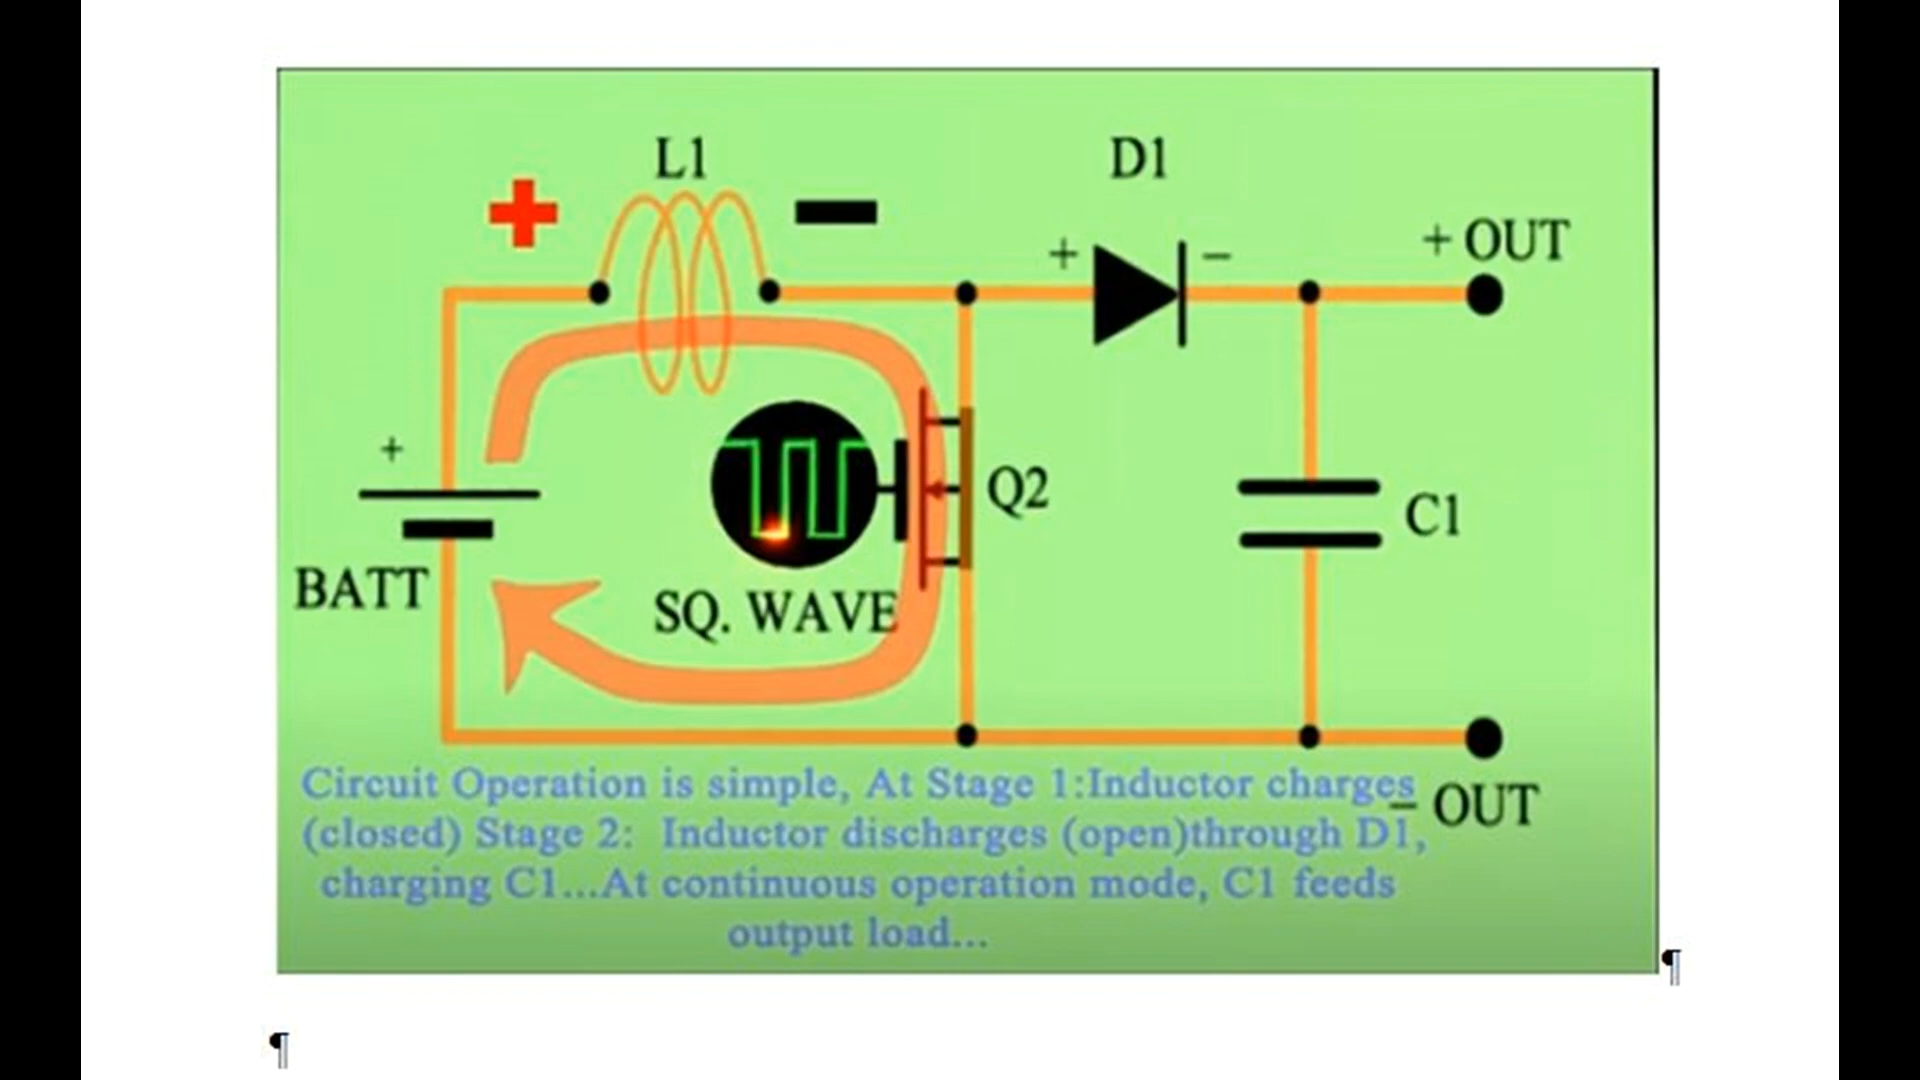 L1
D1
+ −
+ −
+ OUT
+
Q2
C1
BATT
SQ. WAVE
Circuit Operation is simple, At Stage 1:Inductor charges
− OUT
(closed) Stage 2: Inductor discharges (open)through D1,
charging C1...At continuous operation mode, C1 feeds
output load...
¶
¶